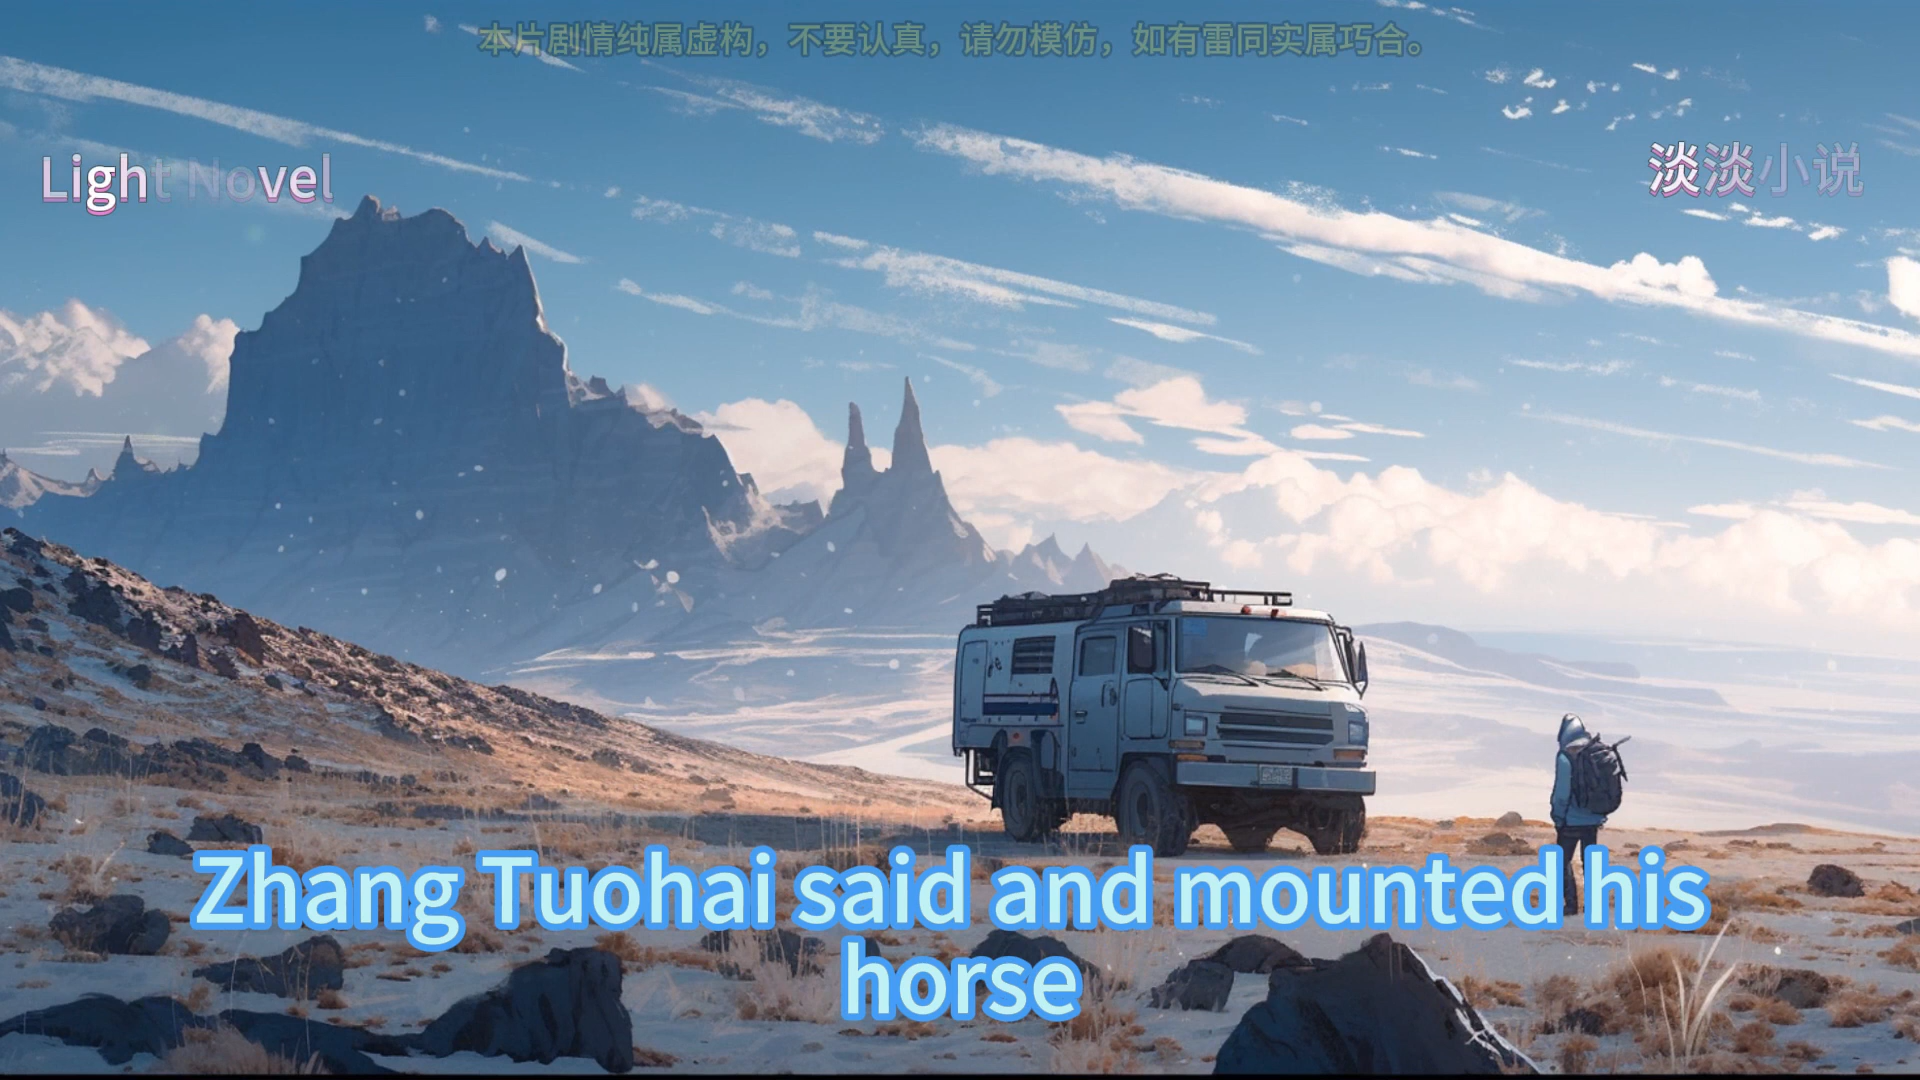 本片剧情纯属虚构，不要认真，请勿模仿，如有雷同实属巧合。
Light Novel
淡淡小说
Zhang Tuohai said and mounted his
horse